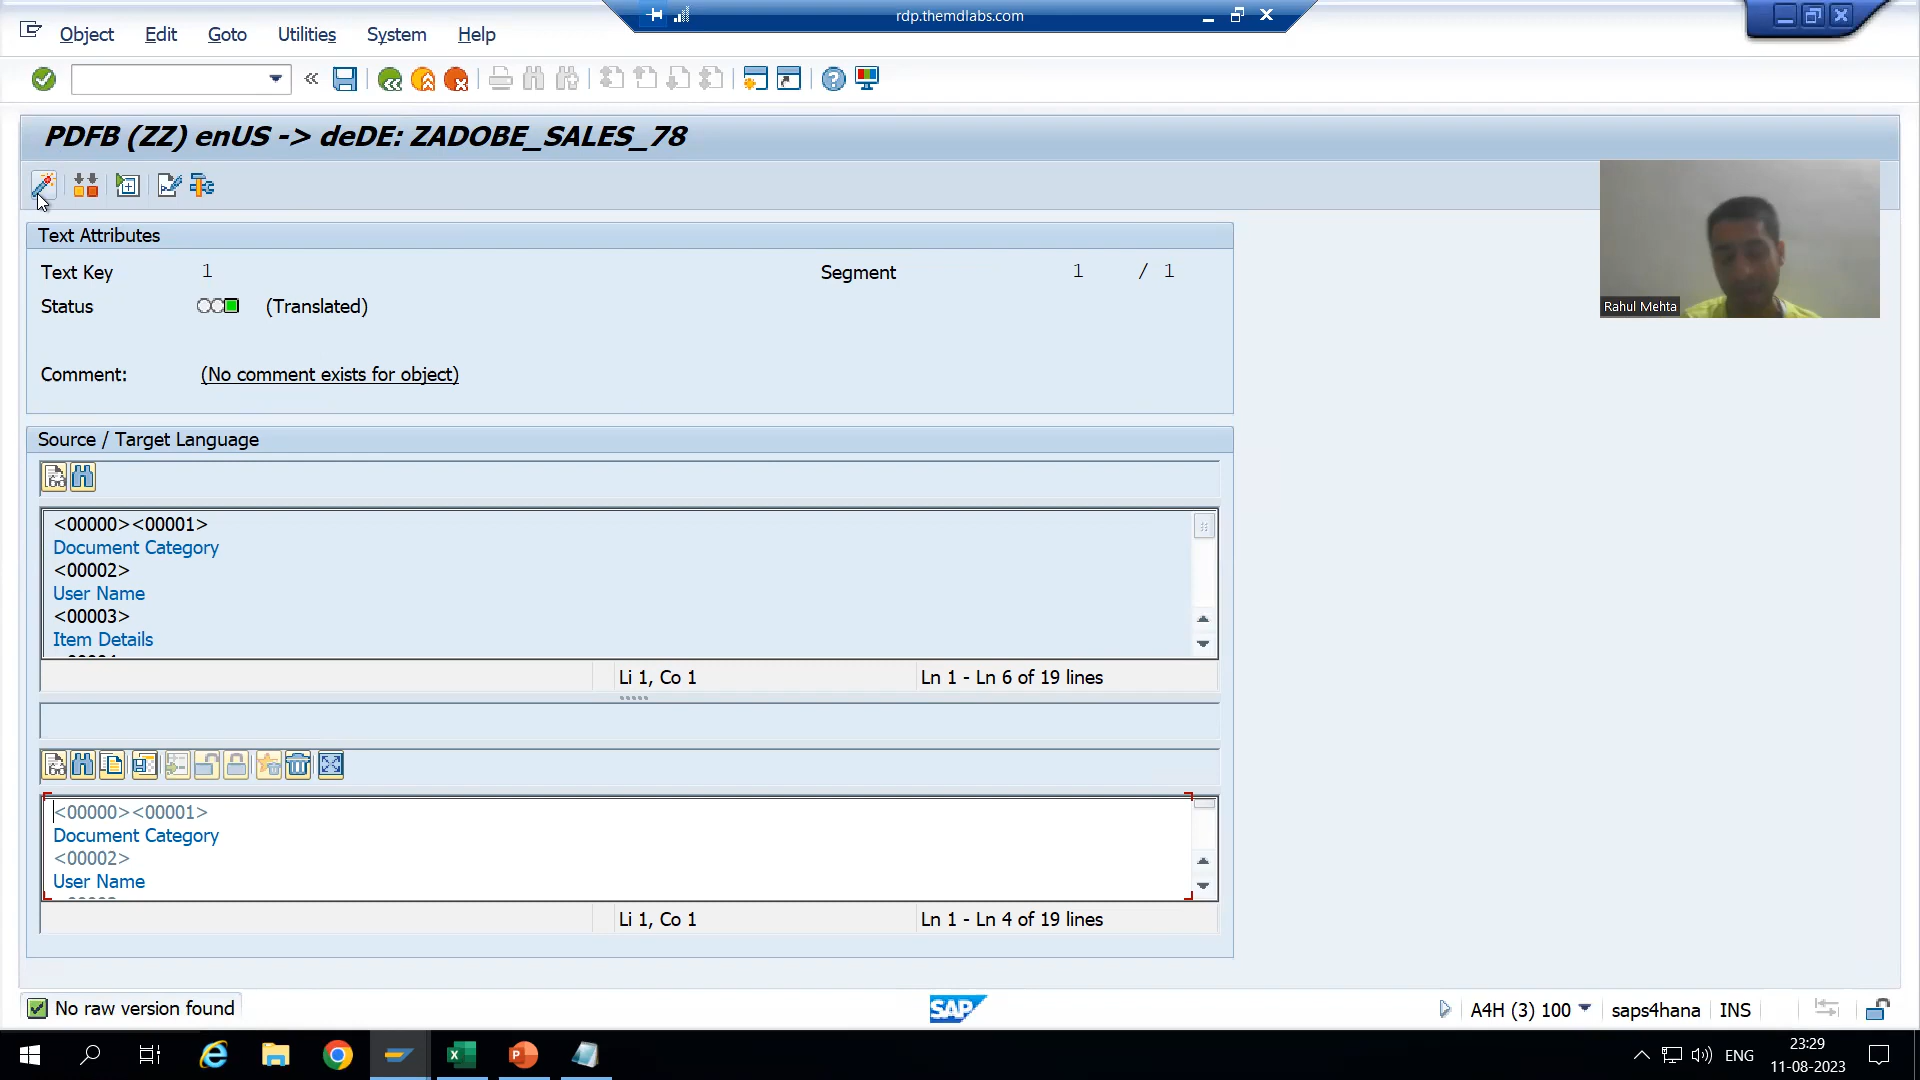 rdp.themdlabs.com
Object Edit Goto Utilities System Help
PDFB (ZZ) enUS -> deDE: ZADOBE_SALES_78
Text Attributes
Text Key 1 Segment 1 / 1
Status (Translated)
Comment: (No comment exists for object)
Rahul Mehta
Source / Target Language
<00000><00001>
Document Category
<00002>
User Name
<00003>
Item Details
Li 1, Co 1 Ln 1 - Ln 6 of 19 lines
<00000><00001>
Document Category
<00002>
User Name
Li 1, Co 1 Ln 1 - Ln 4 of 19 lines
No raw version found
SAP
A4H (3) 100 saps4hana INS
ENG
23:29
11-08-2023